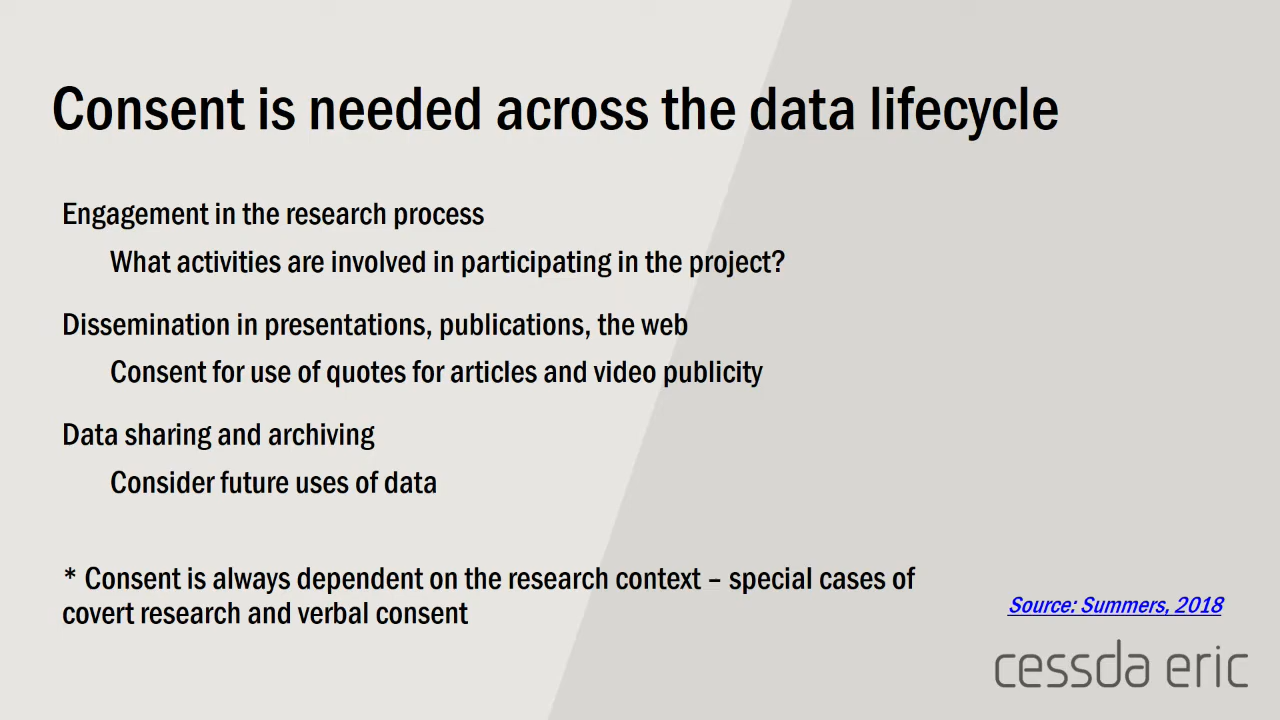 Consent is needed across the data lifecycle
Engagement in the research process
What activities are involved in participating in the project?
Dissemination in presentations, publications, the web
Consent for use of quotes for articles and video publicity
Data sharing and archiving
Consider future uses of data
* Consent is always dependent on the research context – special cases of
covert research and verbal consent
Source: Summers, 2018
cessda eric